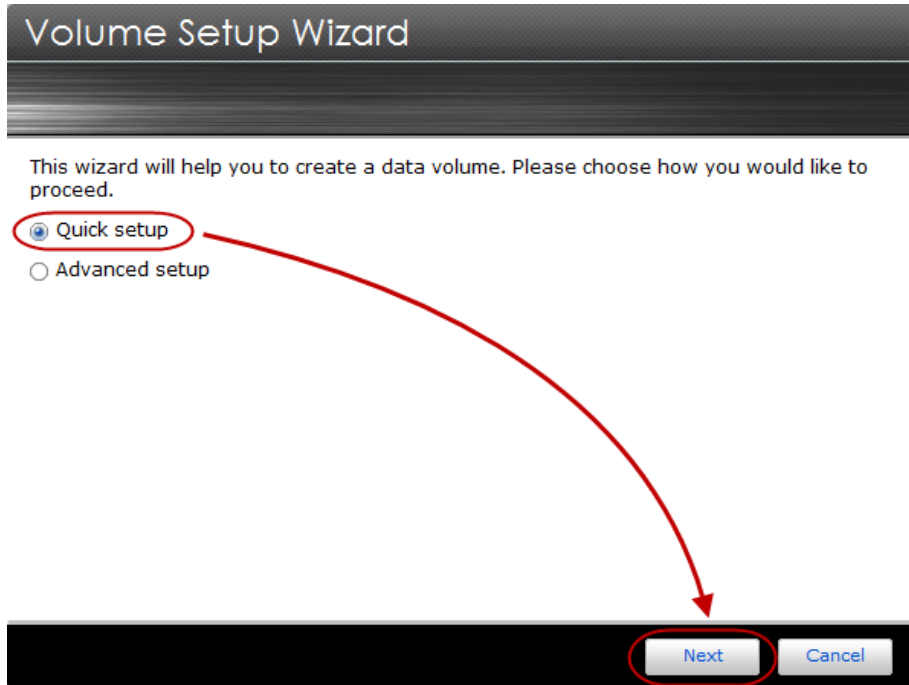 Volume Setup Wizard
This wizard will help you to create a data volume. Please choose how you would like to
proceed.
Quick setup
Advanced setup
Next
Cancel